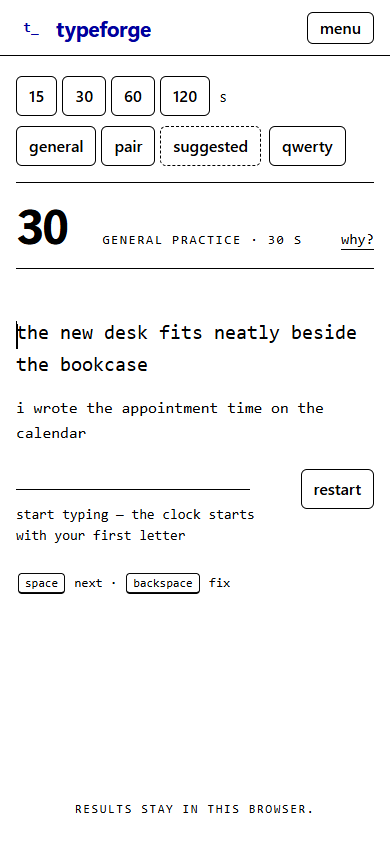 t_ typeforge menu
15 30 60 120 s
general pair suggested qwerty
30 GENERAL PRACTICE · 30 S why?
the new desk fits neatly beside
the bookcase
i wrote the appointment time on the
calendar
restart
start typing — the clock starts
with your first letter
space next · backspace fix
RESULTS STAY IN THIS BROWSER.